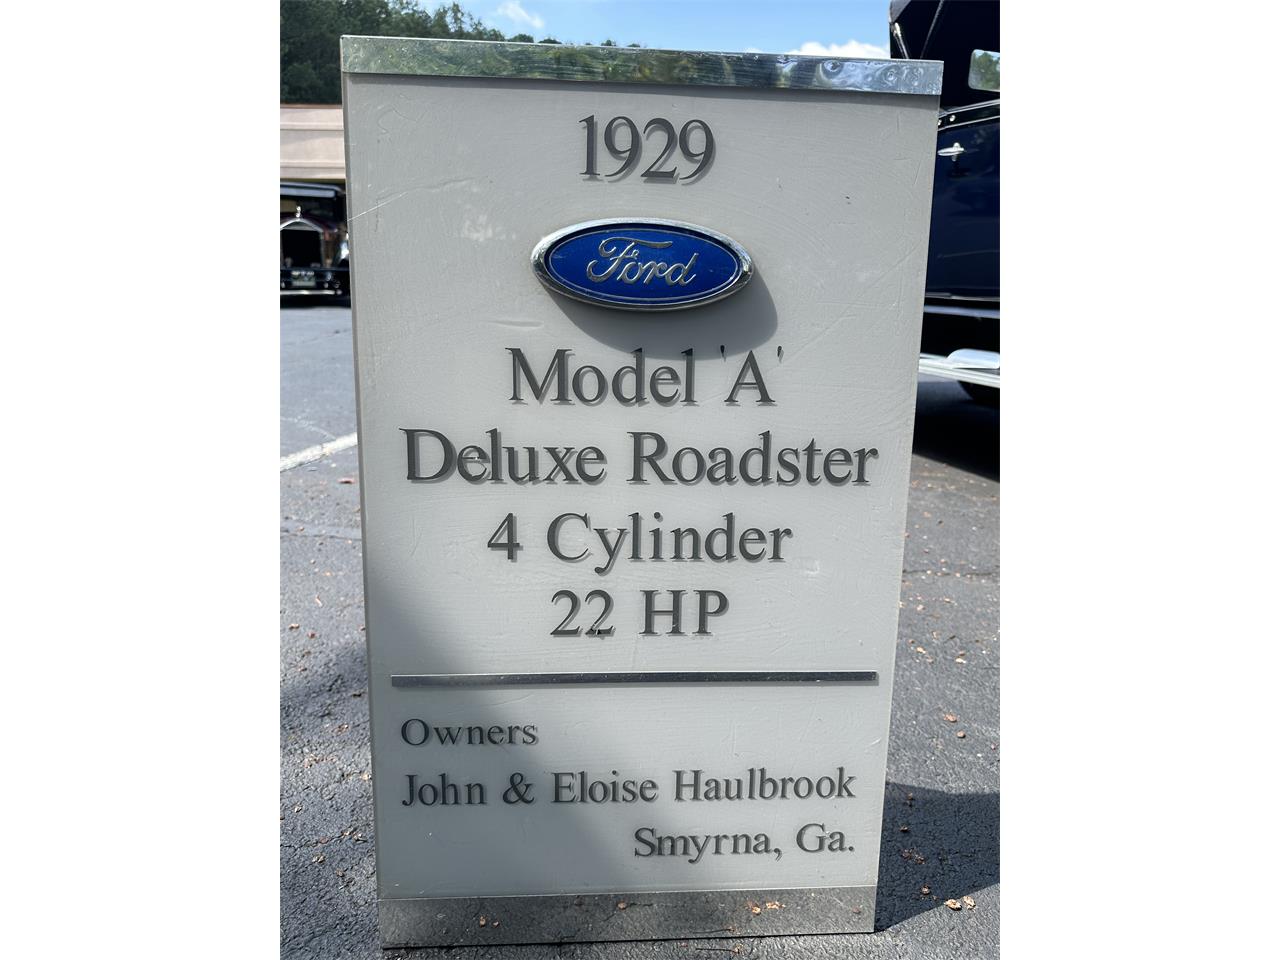 1929
Ford
Model 'A'
Deluxe Roadster
4 Cylinder
22 HP
Owners
John & Eloise Haulbrook
Smyrna, Ga.